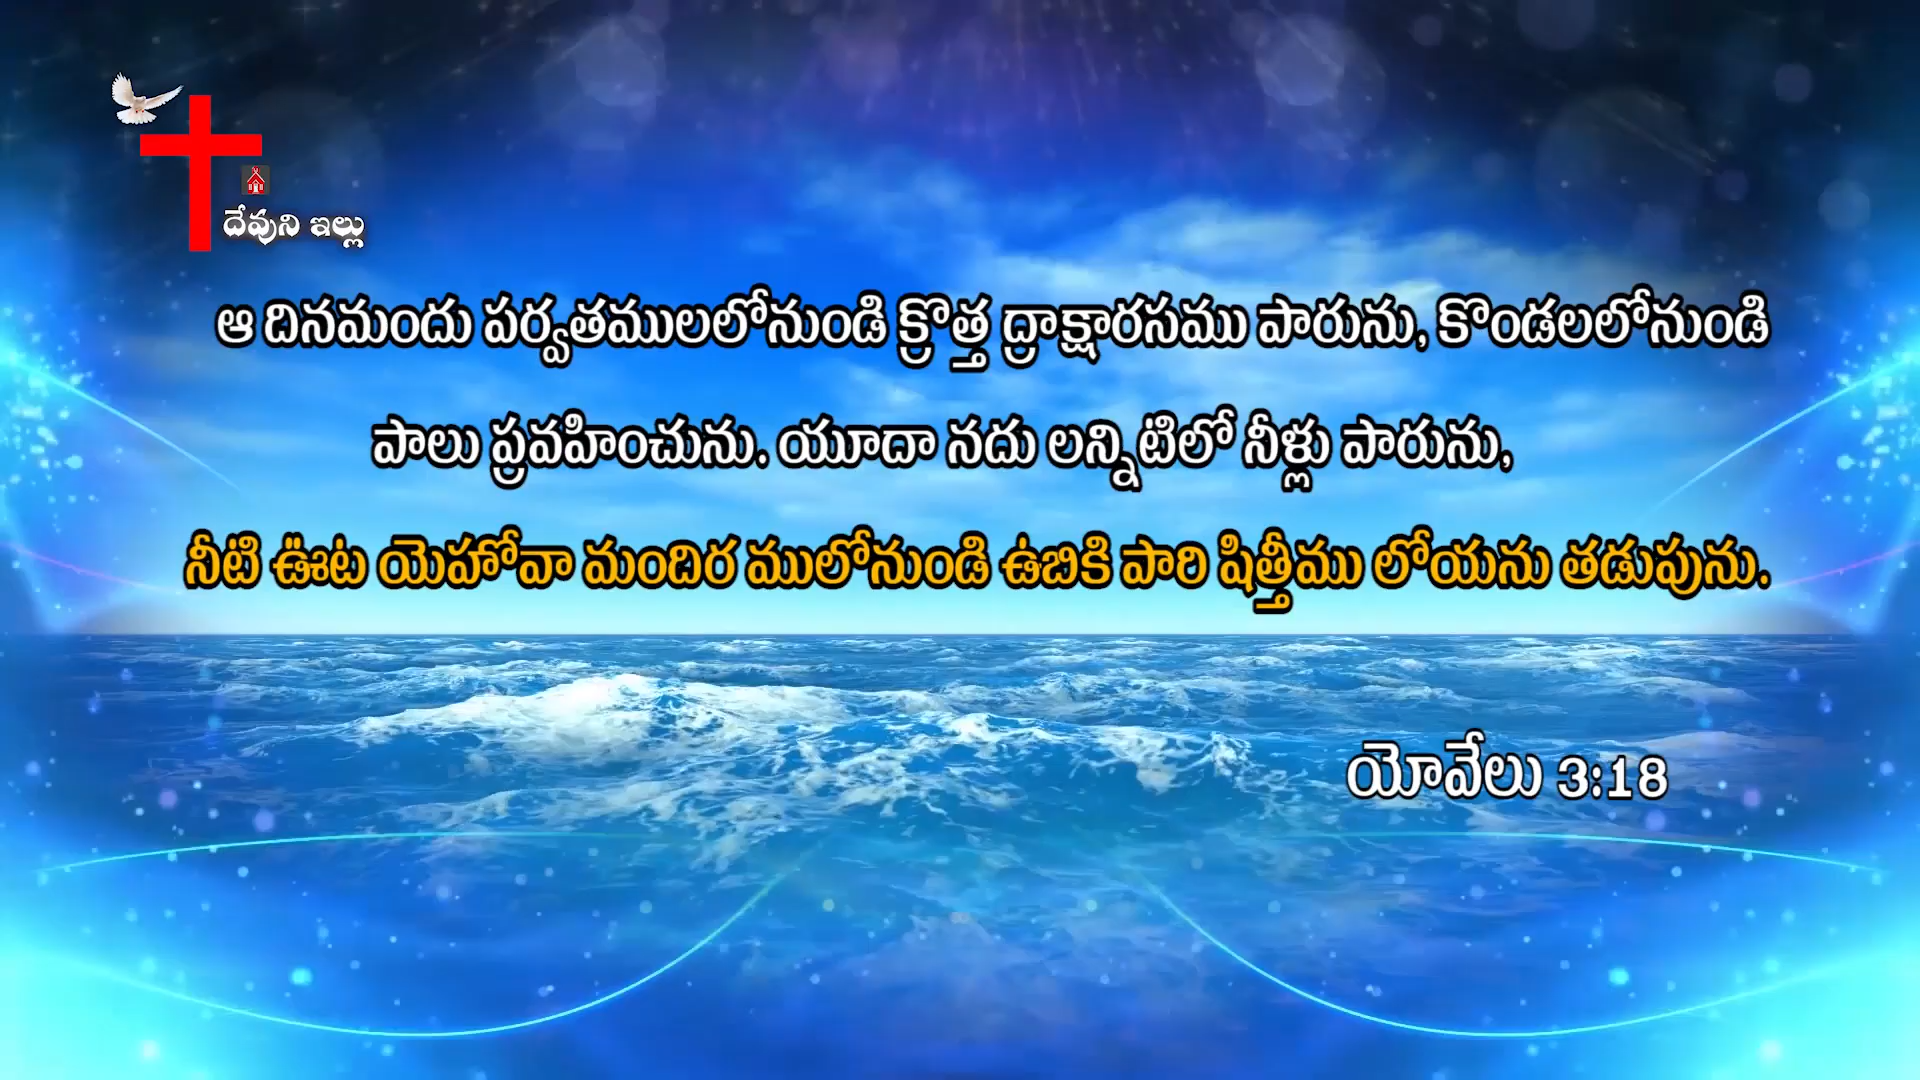 దేవుని ఇల్లు
ఆ దినమందు పర్వతములలోనుండి క్రొత్త ద్రాక్షారసము పారును, కొండలలోనుండి
పాలు ప్రవహించును. యూదా నదు లన్నిటిలో నీళ్లు పారును,
నీటి ఊట యెహోవా మందిర ములోనుండి ఉబికి పారి షిత్తీము లోయను తడుపును.
యోవేలు 3:18